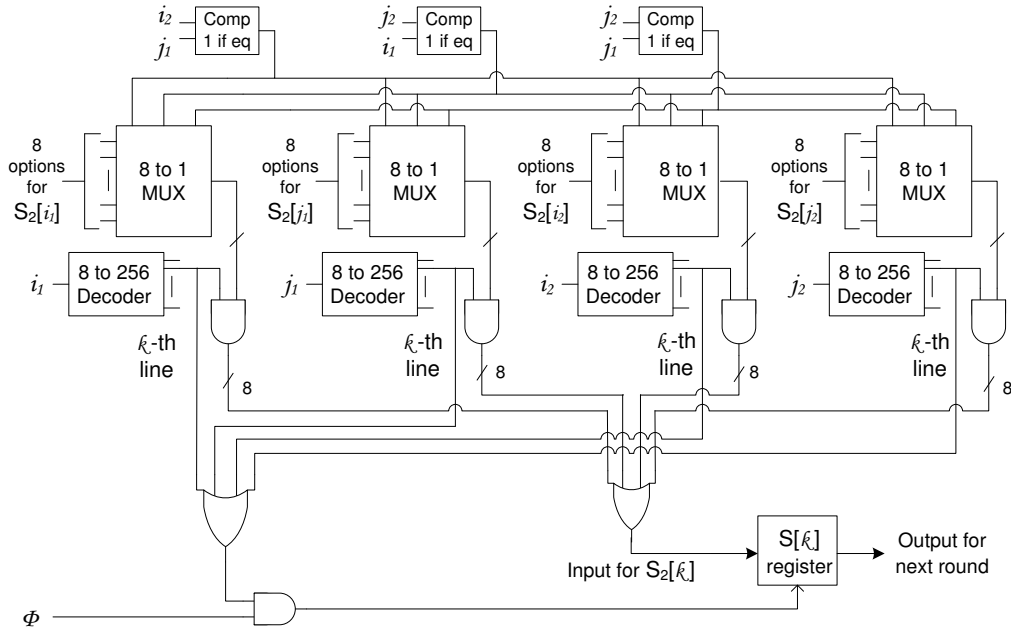 i2 Comp j2 Comp j2 Comp
j1 1 if eq i1 1 if eq j1 1 if eq
8 options for S2[i1]
8 to 1 MUX
8 options for S2[j1]
8 to 1 MUX
8 options for S2[i2]
8 to 1 MUX
8 options for S2[j2]
8 to 1 MUX
i1
8 to 256 Decoder
j1
8 to 256 Decoder
i2
8 to 256 Decoder
j2
8 to 256 Decoder
k-th line
8
k-th line
8
k-th line
8
k-th line
8
Input for S2[k]
S[k] register
Output for next round
Φ